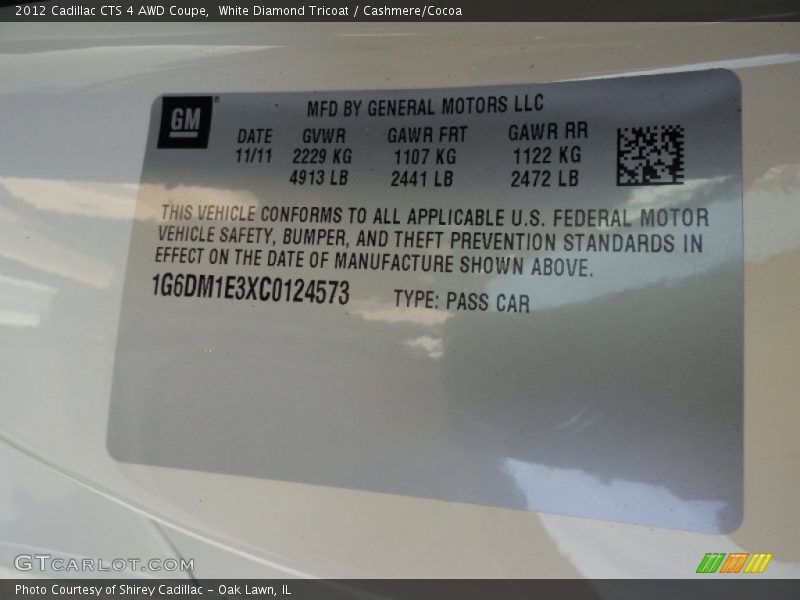 2012 Cadillac CTS 4 AWD Coupe,  White Diamond Tricoat / Cashmere/Cocoa
GM®
MFD BY GENERAL MOTORS LLC
DATE GVWR GAWR FRT GAWR RR
11/11 2229 KG 1107 KG 1122 KG
4913 LB 2441 LB 2472 LB
THIS VEHICLE CONFORMS TO ALL APPLICABLE U.S. FEDERAL MOTOR
VEHICLE SAFETY, BUMPER, AND THEFT PREVENTION STANDARDS IN
EFFECT ON THE DATE OF MANUFACTURE SHOWN ABOVE.
1G6DM1E3XC0124573 TYPE: PASS CAR
GTCARLOT.COM
Photo Courtesy of Shirey Cadillac - Oak Lawn, IL